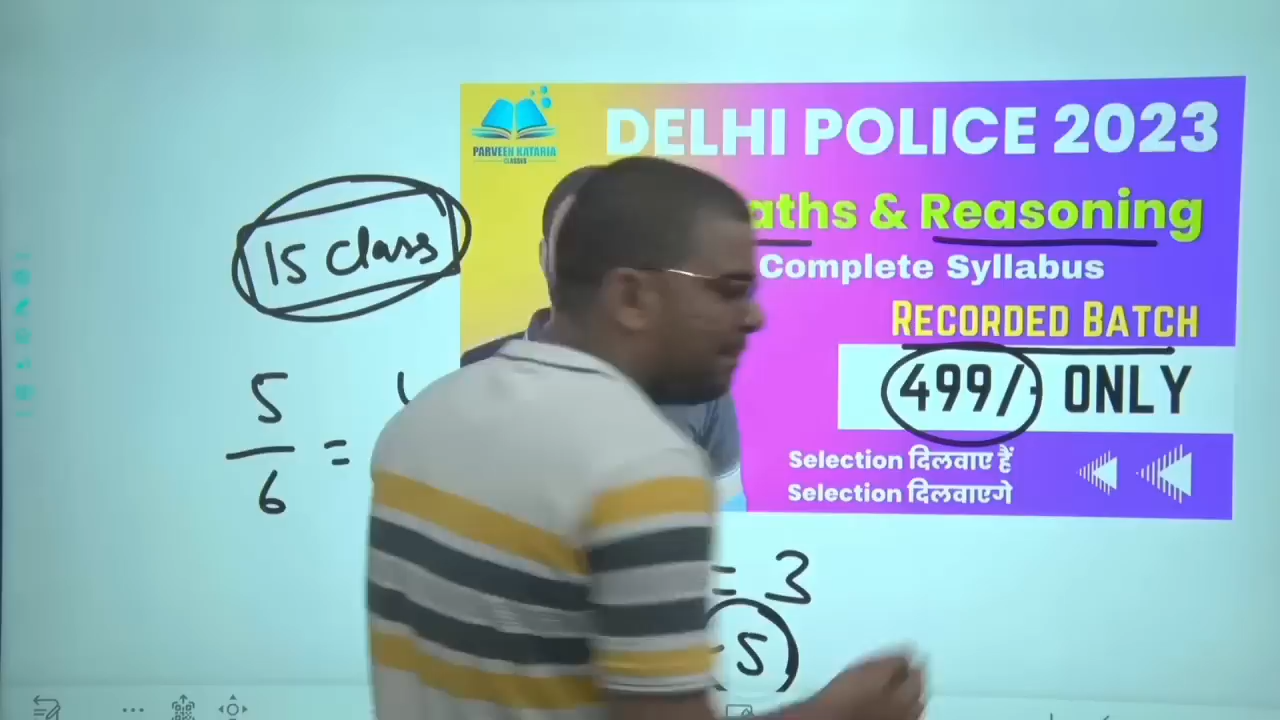 PARVEEN KATARIA
CLASSES
DELHI POLICE 2023
aths & Reasoning
Complete Syllabus
RECORDED BATCH
499/- ONLY
Selection दिलवाए हैं
Selection दिलवाएगे
15 class
5
6 =
= 3
5